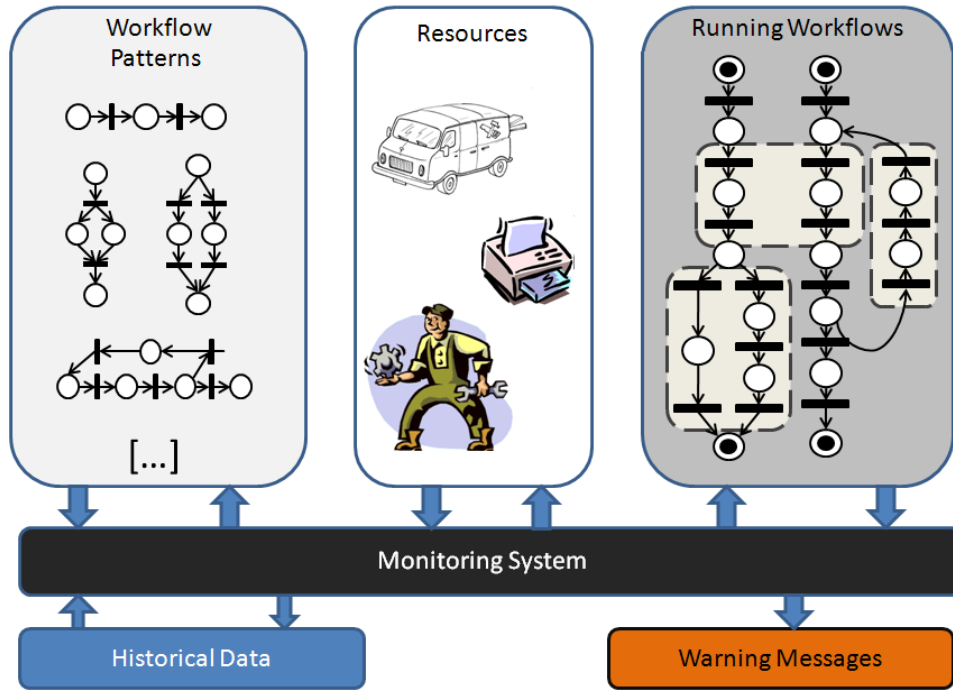 Workflow
Patterns
Resources
Running Workflows
[...]
Monitoring System
Historical Data
Warning Messages